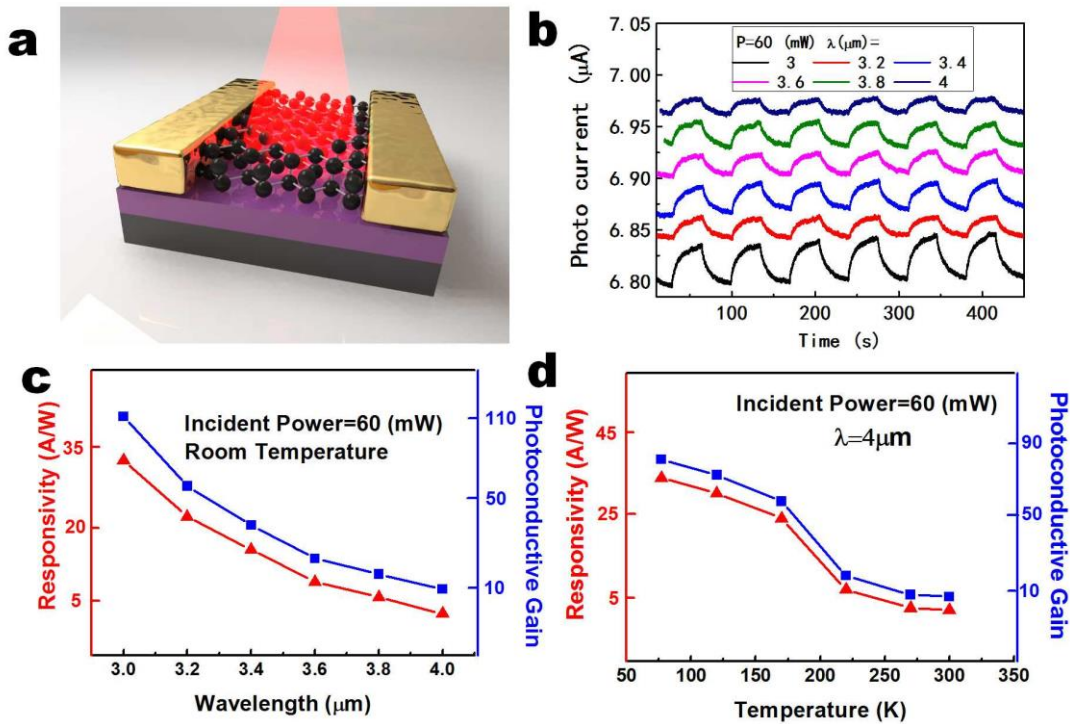 a
b
7.05
7.00
6.95
6.90
6.85
6.80
Photo current (μA)
P=60 (mW) λ(μm)=
3 3.2 3.4
3.6 3.8 4
100 200 300 400
Time (s)
c
Responsivity (A/W)
35
20
5
Incident Power=60 (mW)
Room Temperature
110
50
10
Photoconductive Gain
3.0 3.2 3.4 3.6 3.8 4.0
Wavelength (μm)
d
Responsivity (A/W)
45
25
5
Incident Power=60 (mW)
λ=4μm
90
50
10
Photoconductive Gain
50 100 150 200 250 300 350
Temperature (K)